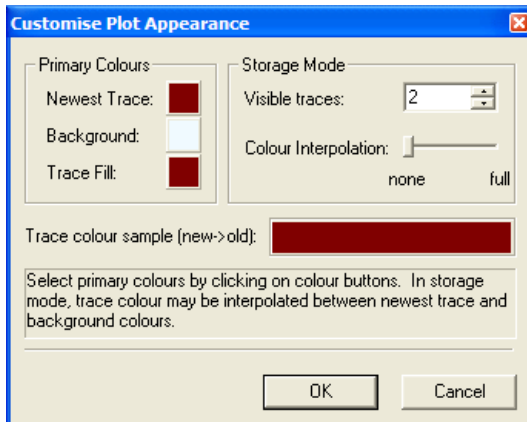 Customise Plot Appearance
Primary Colours
Newest Trace:
Background:
Trace Fill:
Storage Mode
Visible traces: 2
Colour Interpolation:
none full
Trace colour sample (new->old):
Select primary colours by clicking on colour buttons. In storage
mode, trace colour may be interpolated between newest trace and
background colours.
OK Cancel